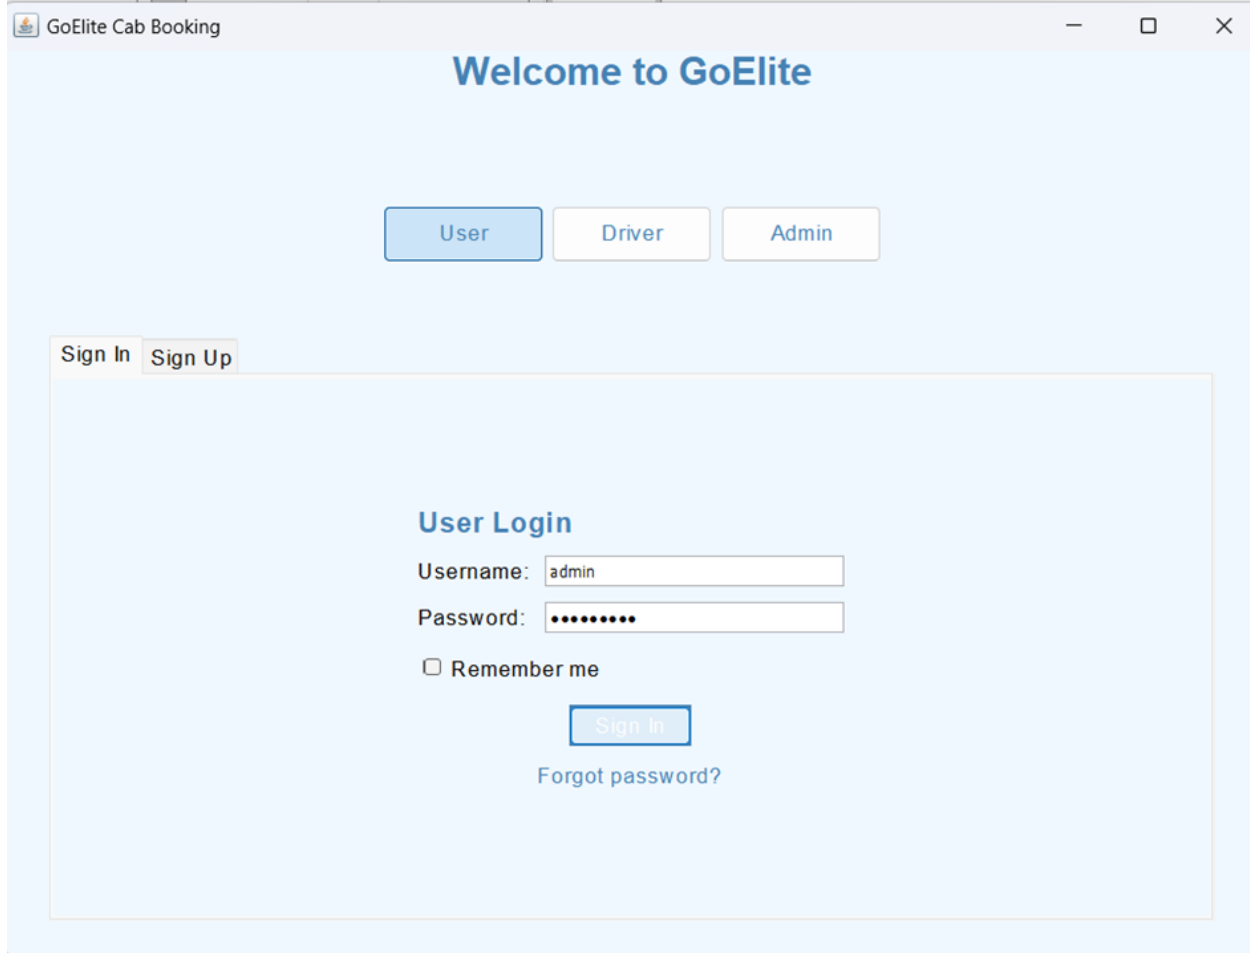 GoElite Cab Booking
Welcome to GoElite
User Driver Admin
Sign In Sign Up
User Login
Username: admin
Password: •••••••••
Remember me
Sign In
Forgot password?